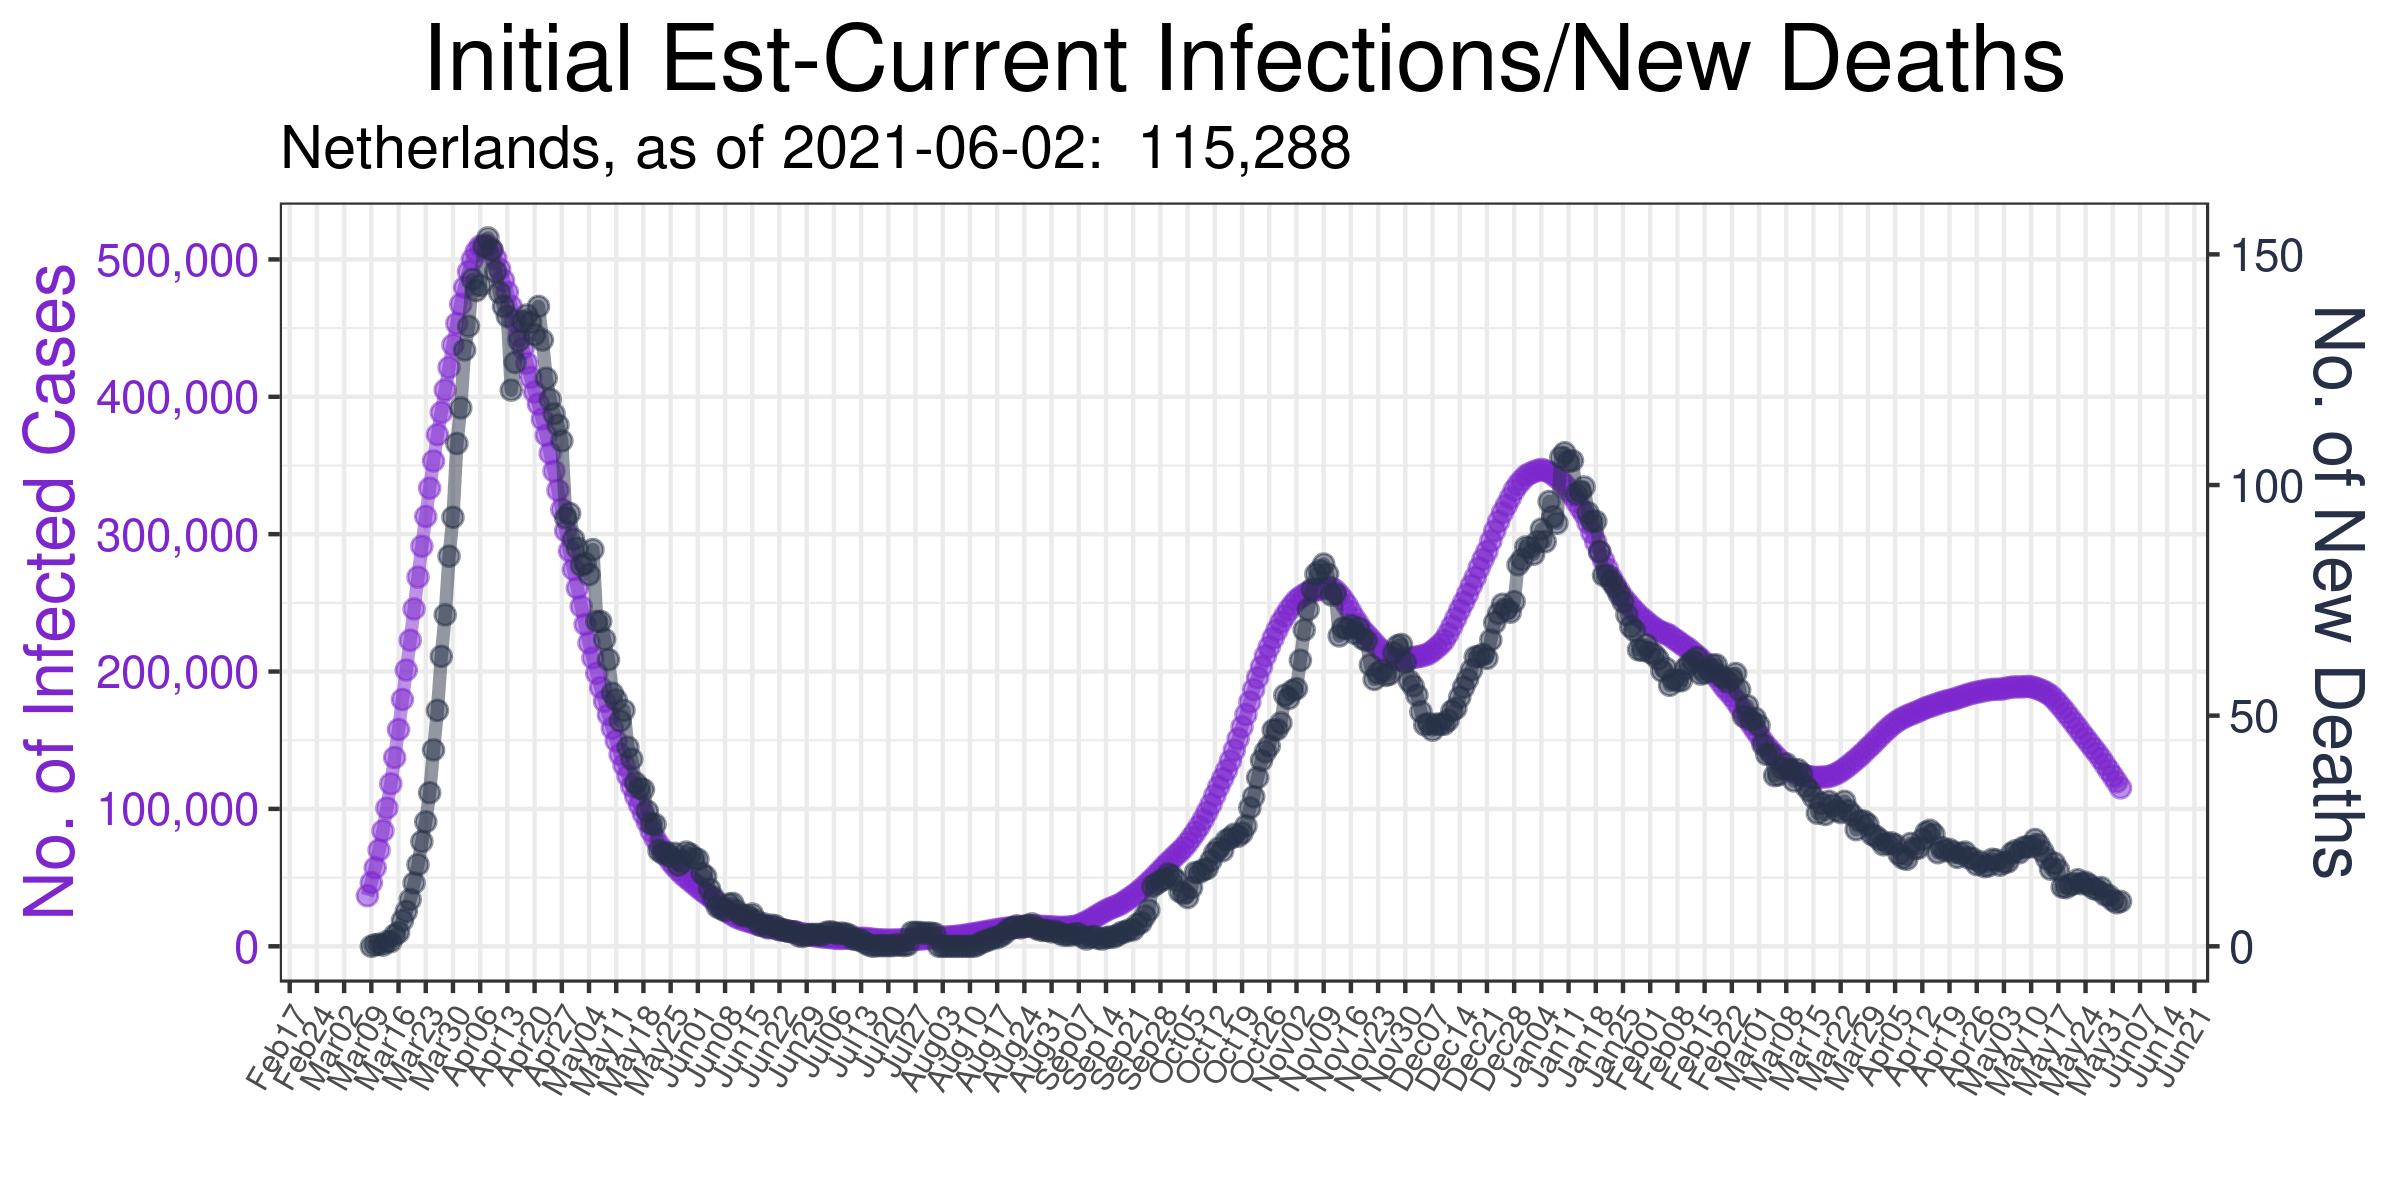 Initial Est-Current Infections/New Deaths
Netherlands, as of 2021-06-02:  115,288
No. of Infected Cases
500,000
400,000
300,000
200,000
100,000
0
150
100
50
0
No. of New Deaths
Feb17
Feb24
Mar02
Mar09
Mar16
Mar23
Mar30
Apr06
Apr13
Apr20
Apr27
May04
May11
May18
May25
Jun01
Jun08
Jun15
Jun22
Jun29
Jul06
Jul13
Jul20
Jul27
Aug03
Aug10
Aug17
Aug24
Aug31
Sep07
Sep14
Sep21
Sep28
Oct05
Oct12
Oct19
Oct26
Nov02
Nov09
Nov16
Nov23
Nov30
Dec07
Dec14
Dec21
Dec28
Jan04
Jan11
Jan18
Jan25
Feb01
Feb08
Feb15
Feb22
Mar01
Mar08
Mar15
Mar22
Mar29
Apr05
Apr12
Apr19
Apr26
May03
May10
May17
May24
May31
Jun07
Jun14
Jun21